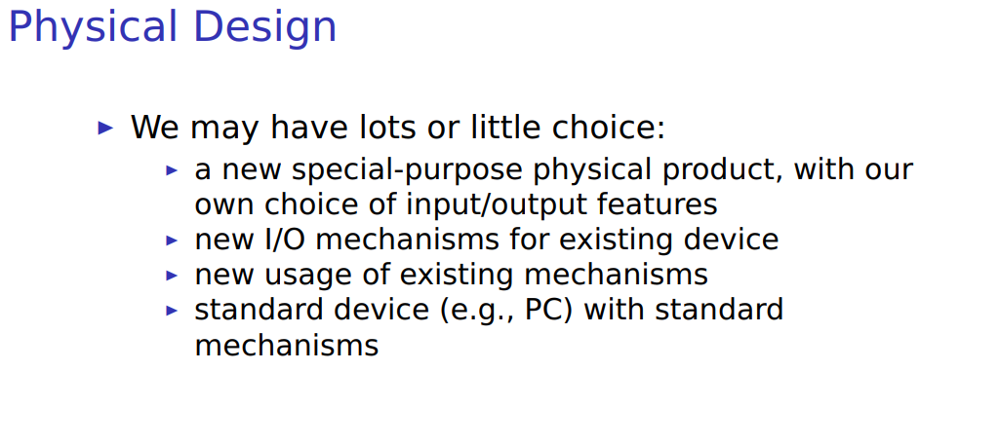 Physical Design
▶ We may have lots or little choice:
▶ a new special-purpose physical product, with our
own choice of input/output features
▶ new I/O mechanisms for existing device
▶ new usage of existing mechanisms
▶ standard device (e.g., PC) with standard
mechanisms